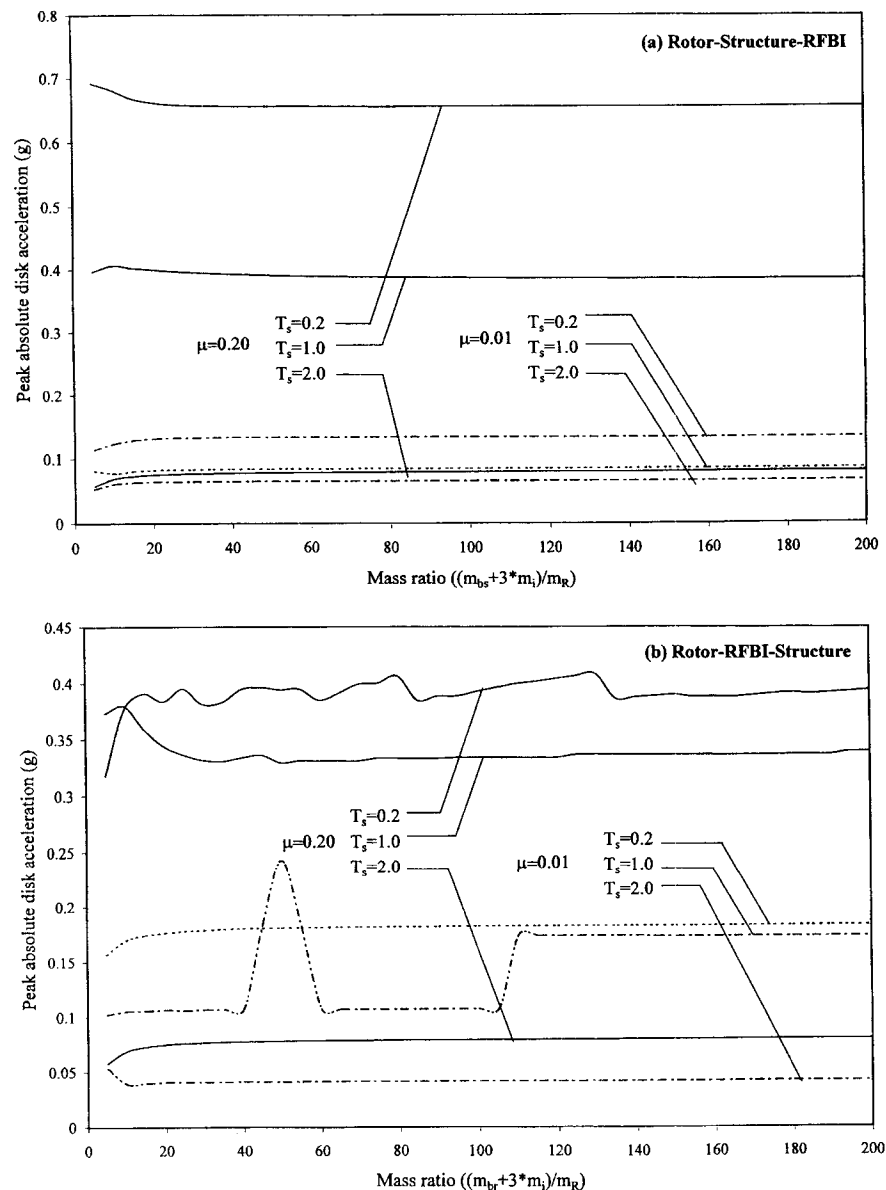 (a) Rotor-Structure-RFBI
Peak absolute disk acceleration (g)
0.8
0.7
0.6
0.5
0.4
0.3
0.2
0.1
0
μ=0.20
T_s=0.2
T_s=1.0
T_s=2.0
μ=0.01
T_s=0.2
T_s=1.0
T_s=2.0
0 20 40 60 80 100 120 140 160 180 200
Mass ratio ((m_bs+3*m_i)/m_R)
(b) Rotor-RFBI-Structure
Peak absolute disk acceleration (g)
0.45
0.4
0.35
0.3
0.25
0.2
0.15
0.1
0.05
0
μ=0.20
T_s=0.2
T_s=1.0
T_s=2.0
μ=0.01
T_s=0.2
T_s=1.0
T_s=2.0
0 20 40 60 80 100 120 140 160 180 200
Mass ratio ((m_br+3*m_i)/m_R)